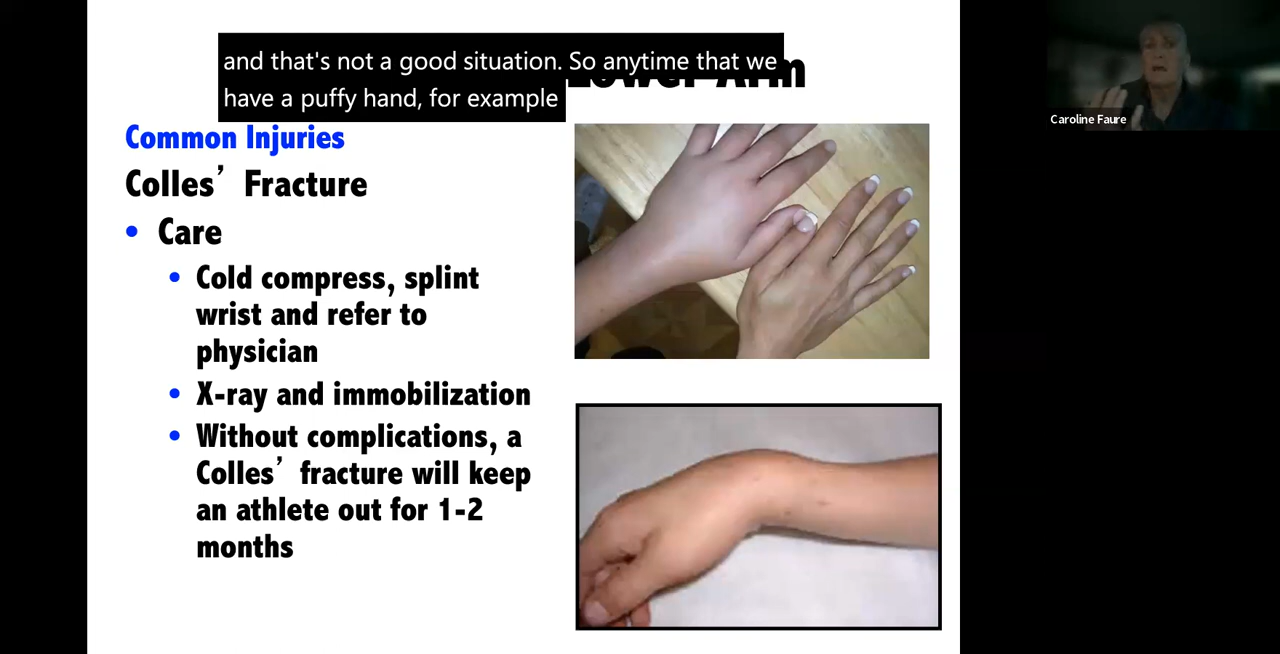 and that's not a good situation. So anytime that we
have a puffy hand, for example
Lower Arm
Common Injuries
Colles’ Fracture
• Care
• Cold compress, splint
wrist and refer to
physician
• X-ray and immobilization
• Without complications, a
Colles’ fracture will keep
an athlete out for 1-2
months
Caroline Faure